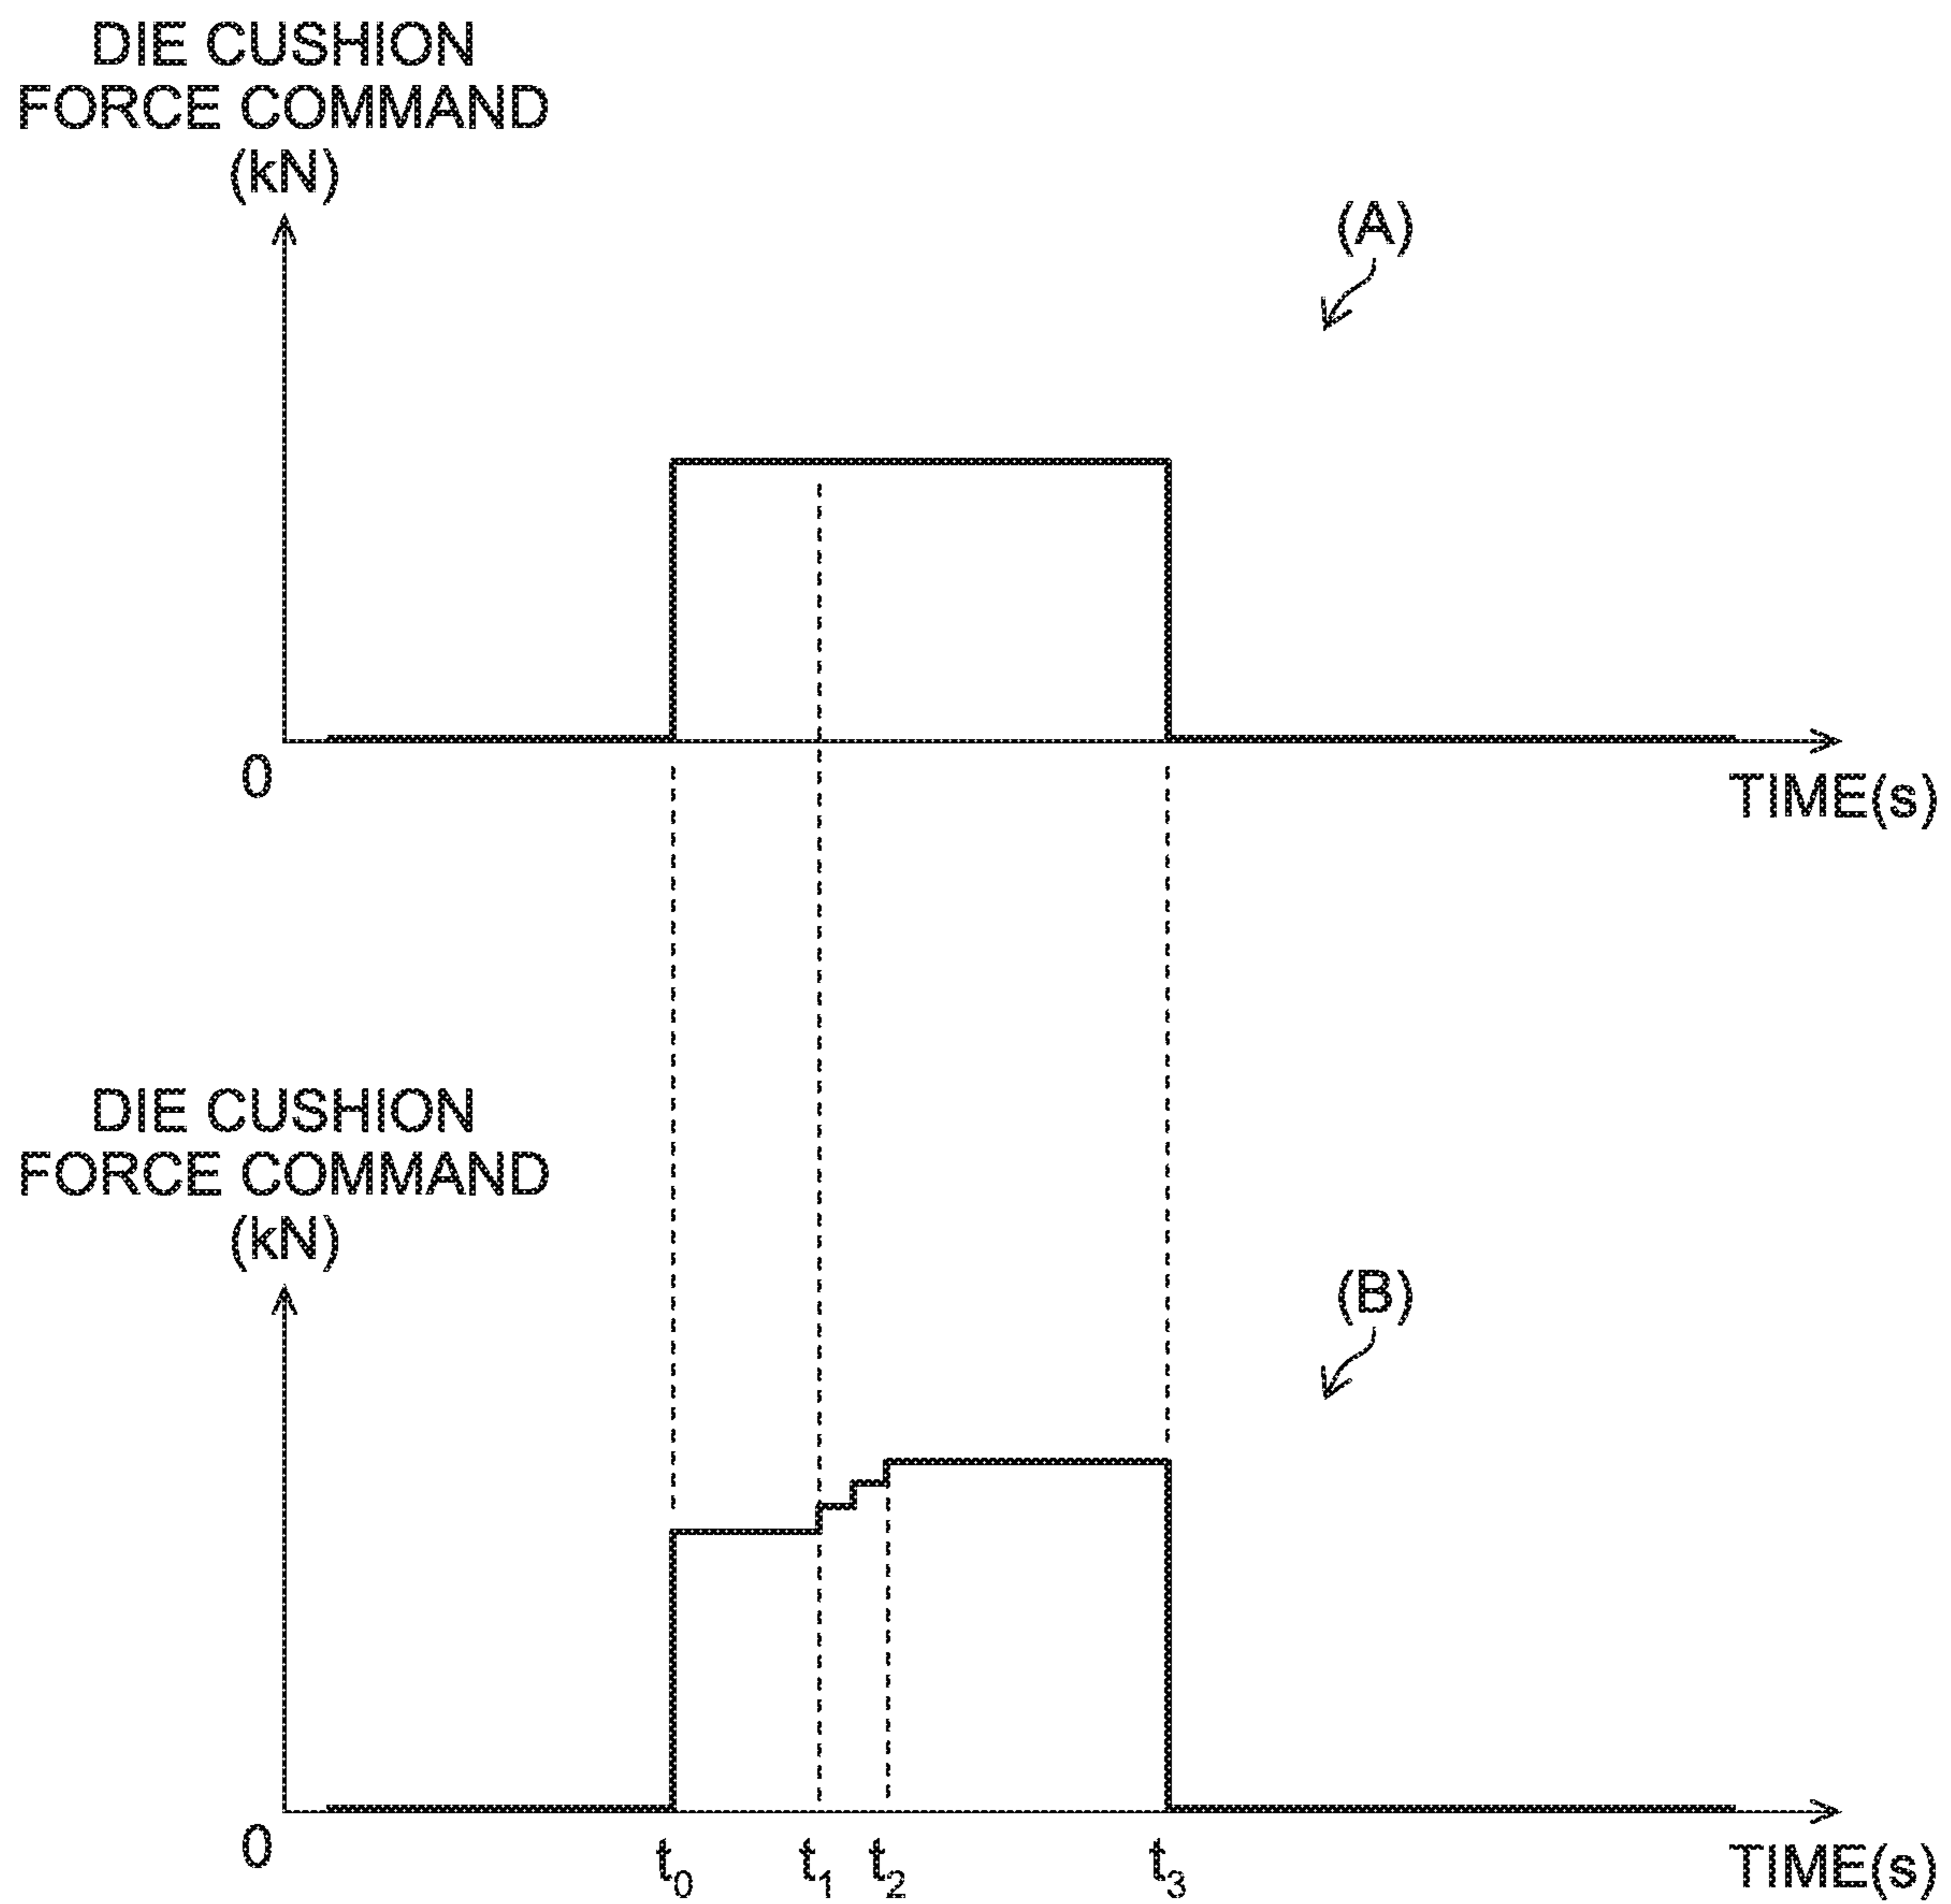 DIE CUSHION
FORCE COMMAND
(kN)
(A)
0
TIME(s)
DIE CUSHION
FORCE COMMAND
(kN)
(B)
0
t₀ t₁ t₂ t₃
TIME(s)